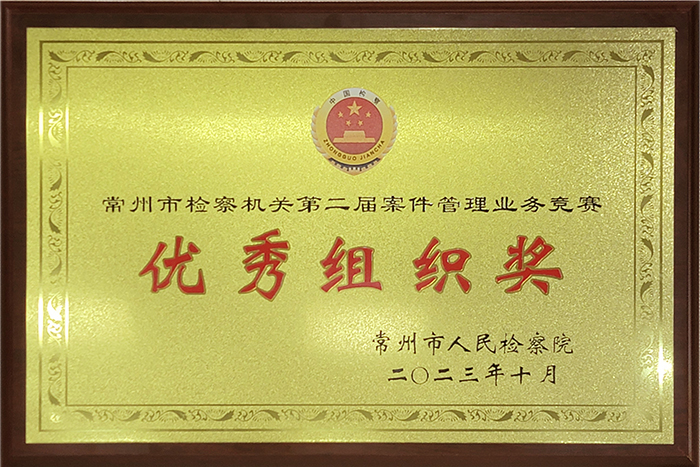 中国检察
ZHONGGUO JIANCHA
常州市检察机关第二届案件管理业务竞赛
优秀组织奖
常州市人民检察院
二〇二三年十月